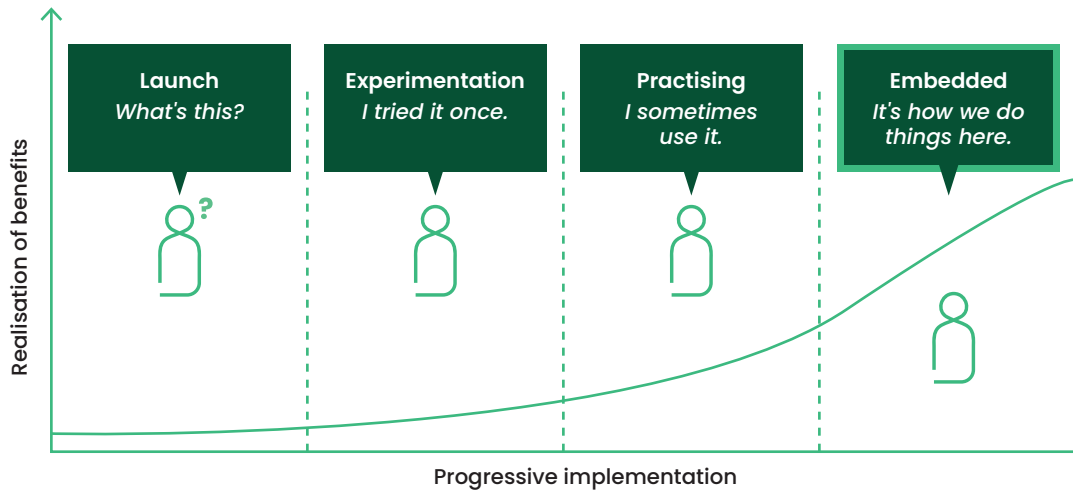 Launch
What's this?
Experimentation
I tried it once.
Practising
I sometimes
use it.
Embedded
It's how we do
things here.
?
Realisation of benefits
Progressive implementation